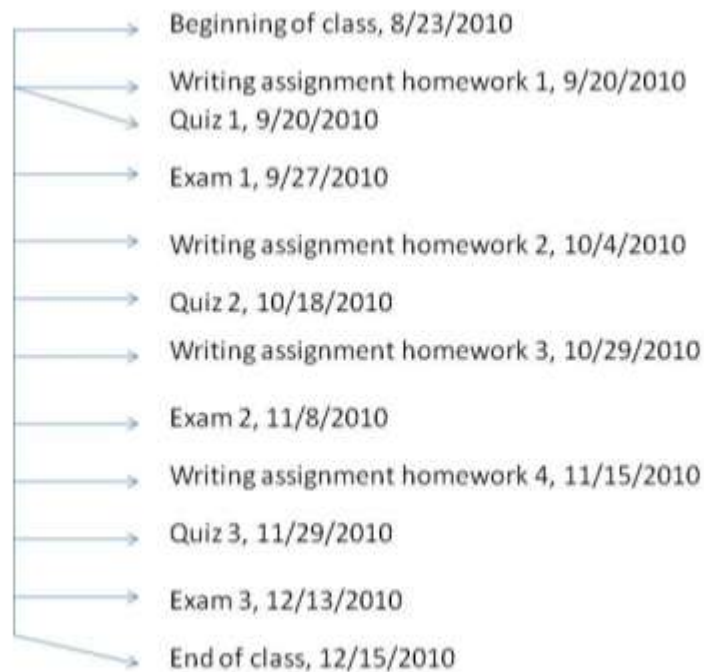 Beginning of class, 8/23/2010
Writing assignment homework 1, 9/20/2010
Quiz 1, 9/20/2010
Exam 1, 9/27/2010
Writing assignment homework 2, 10/4/2010
Quiz 2, 10/18/2010
Writing assignment homework 3, 10/29/2010
Exam 2, 11/8/2010
Writing assignment homework 4, 11/15/2010
Quiz 3, 11/29/2010
Exam 3, 12/13/2010
End of class, 12/15/2010